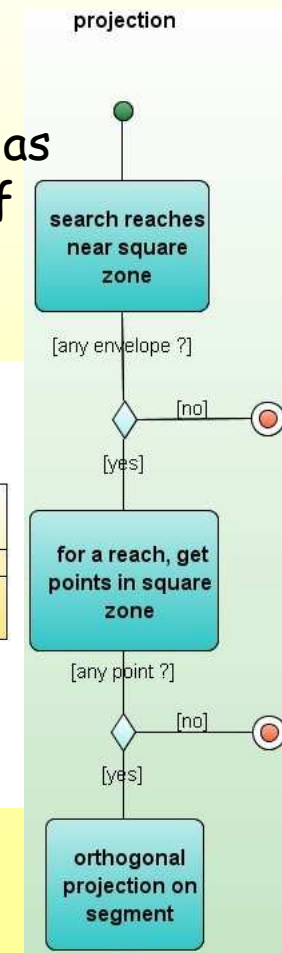 projection
as
f
search reaches
near square
zone
[any envelope ?]
[no]
[yes]
for a reach, get
points in square
zone
[any point ?]
[no]
[yes]
orthogonal
projection on
segment